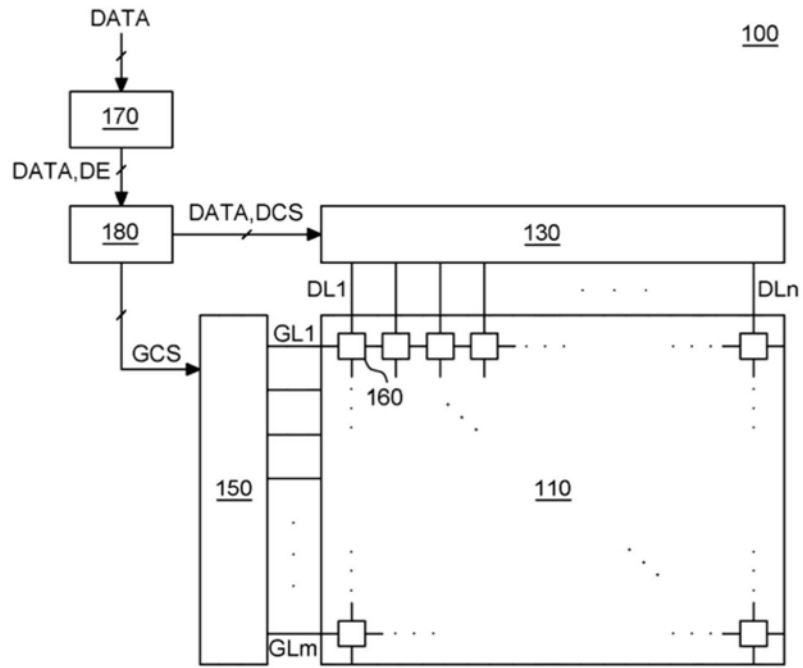 DATA
100
170
DATA,DE
180
DATA,DCS
130
DL1
DLn
GL1
GCS
160
150
110
GLm